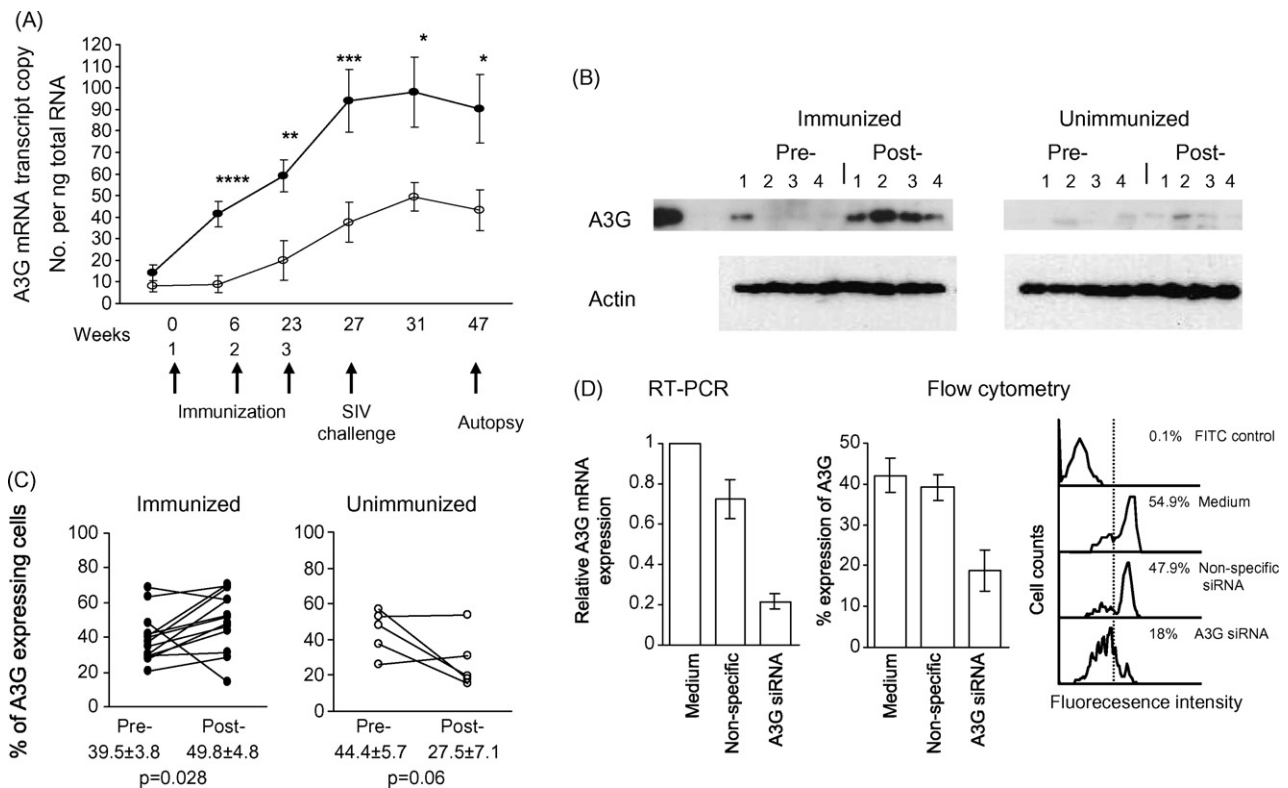 (A)
A3G mRNA transcript copy
No. per ng total RNA
120
110
100
90
80
70
60
50
40
30
20
10
0
****
**
***
*
*
Weeks
0 6 23 27 31 47
1 2 3
Immunization
SIV
challenge
Autopsy
(B)
Immunized
Unimmunized
Pre- Post-
Pre- Post-
1 2 3 4 1 2 3 4
1 2 3 4 1 2 3 4
A3G
Actin
(C)
% of A3G expressing cells
Immunized
Unimmunized
100
80
60
40
20
0
100
80
60
40
20
0
Pre- Post-
39.5±3.8 49.8±4.8
p=0.028
Pre- Post-
44.4±5.7 27.5±7.1
p=0.06
(D)
RT-PCR
Flow cytometry
Relative A3G mRNA
expression
1
0.8
0.6
0.4
0.2
0
Medium
Non-specific
A3G siRNA
% expression of A3G
50
40
30
20
10
0
Medium
Non-specific
A3G siRNA
Cell counts
0.1% FITC control
54.9% Medium
47.9% Non-specific
siRNA
18% A3G siRNA
Fluorecesence intensity